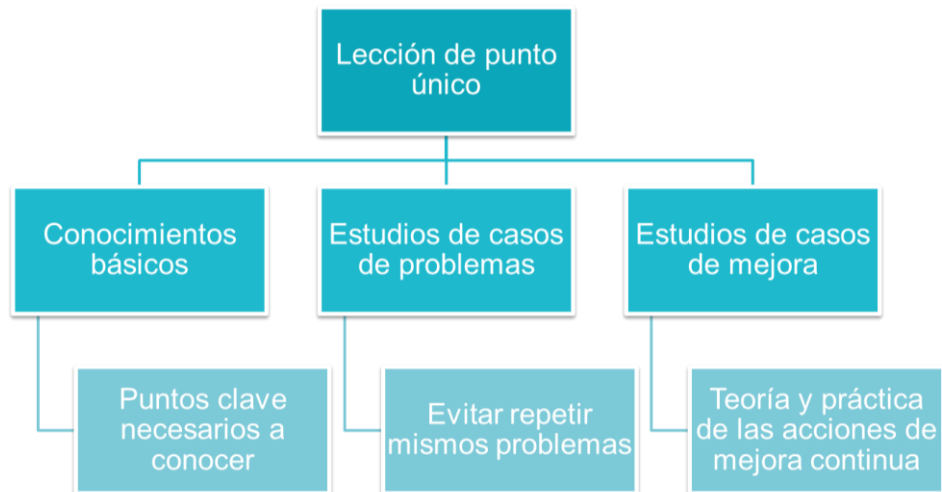 Lección de punto
único
Conocimientos
básicos
Estudios de casos
de problemas
Estudios de casos
de mejora
Puntos clave
necesarios a
conocer
Evitar repetir
mismos problemas
Teoría y práctica
de las acciones de
mejora continua